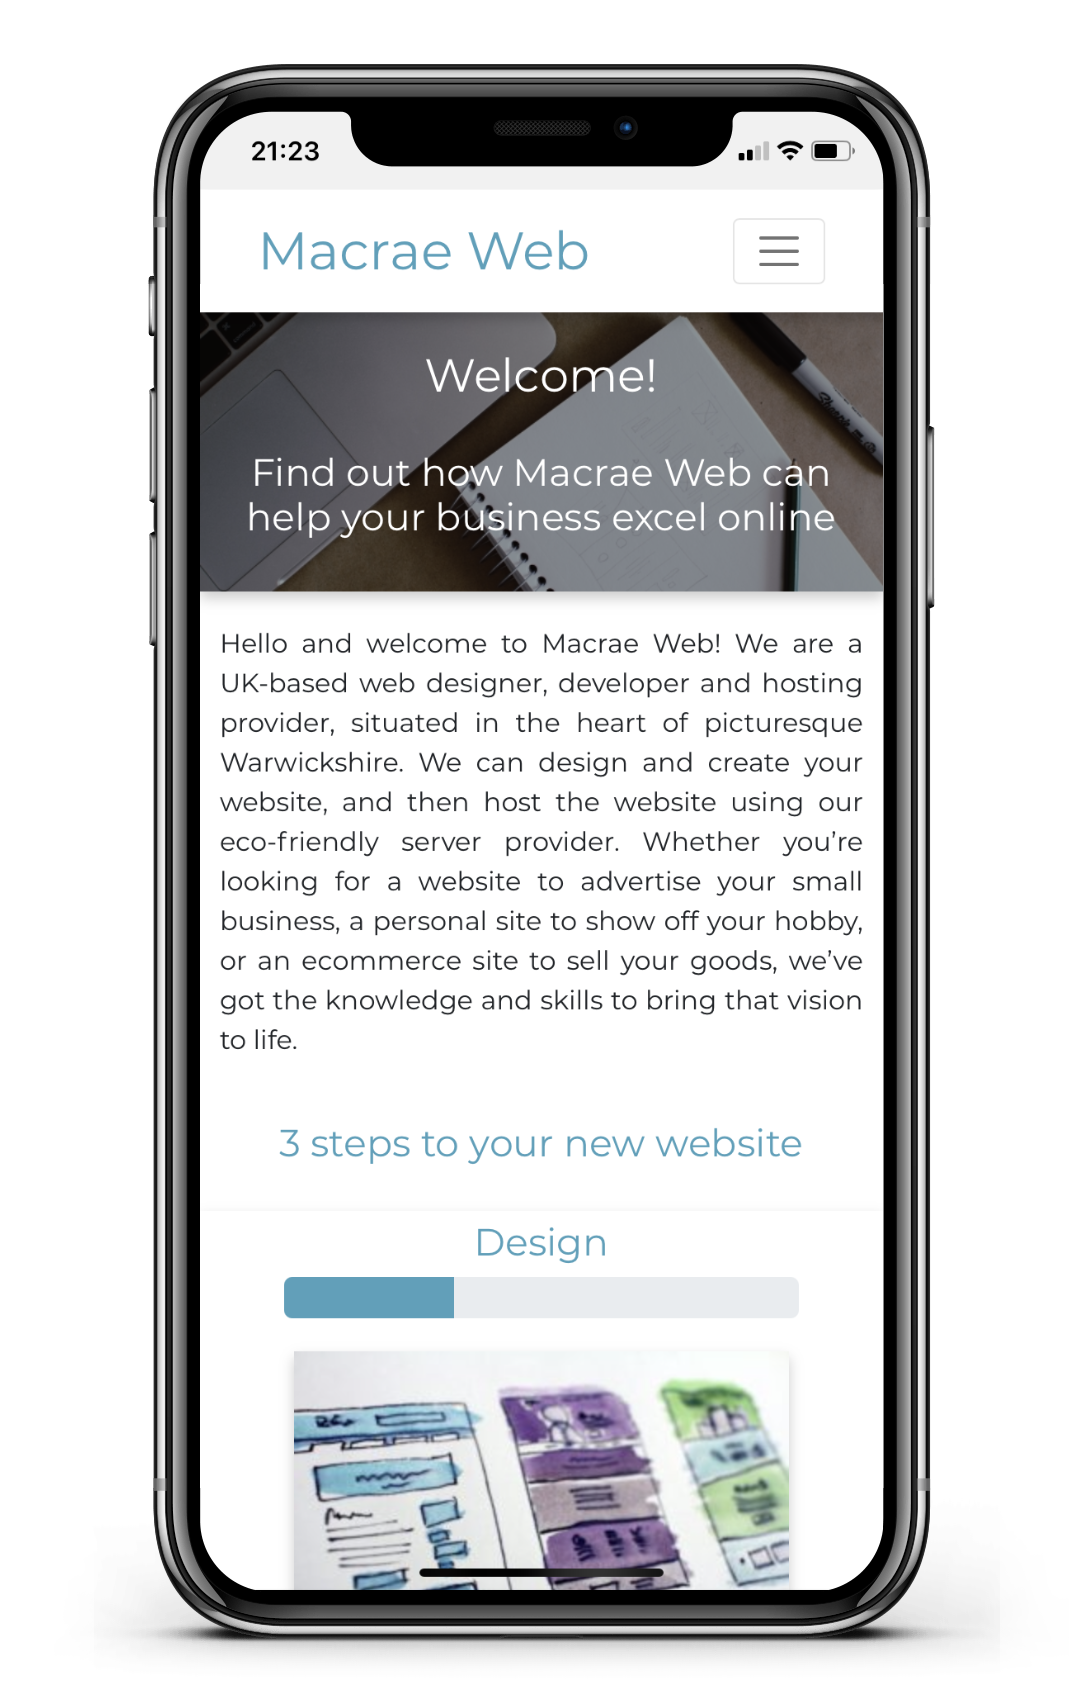 21:23
Macrae Web
Welcome!
Find out how Macrae Web can
help your business excel online
Hello and welcome to Macrae Web! We are a
UK-based web designer, developer and hosting
provider, situated in the heart of picturesque
Warwickshire. We can design and create your
website, and then host the website using our
eco-friendly server provider. Whether you’re
looking for a website to advertise your small
business, a personal site to show off your hobby,
or an ecommerce site to sell your goods, we’ve
got the knowledge and skills to bring that vision
to life.
3 steps to your new website
Design